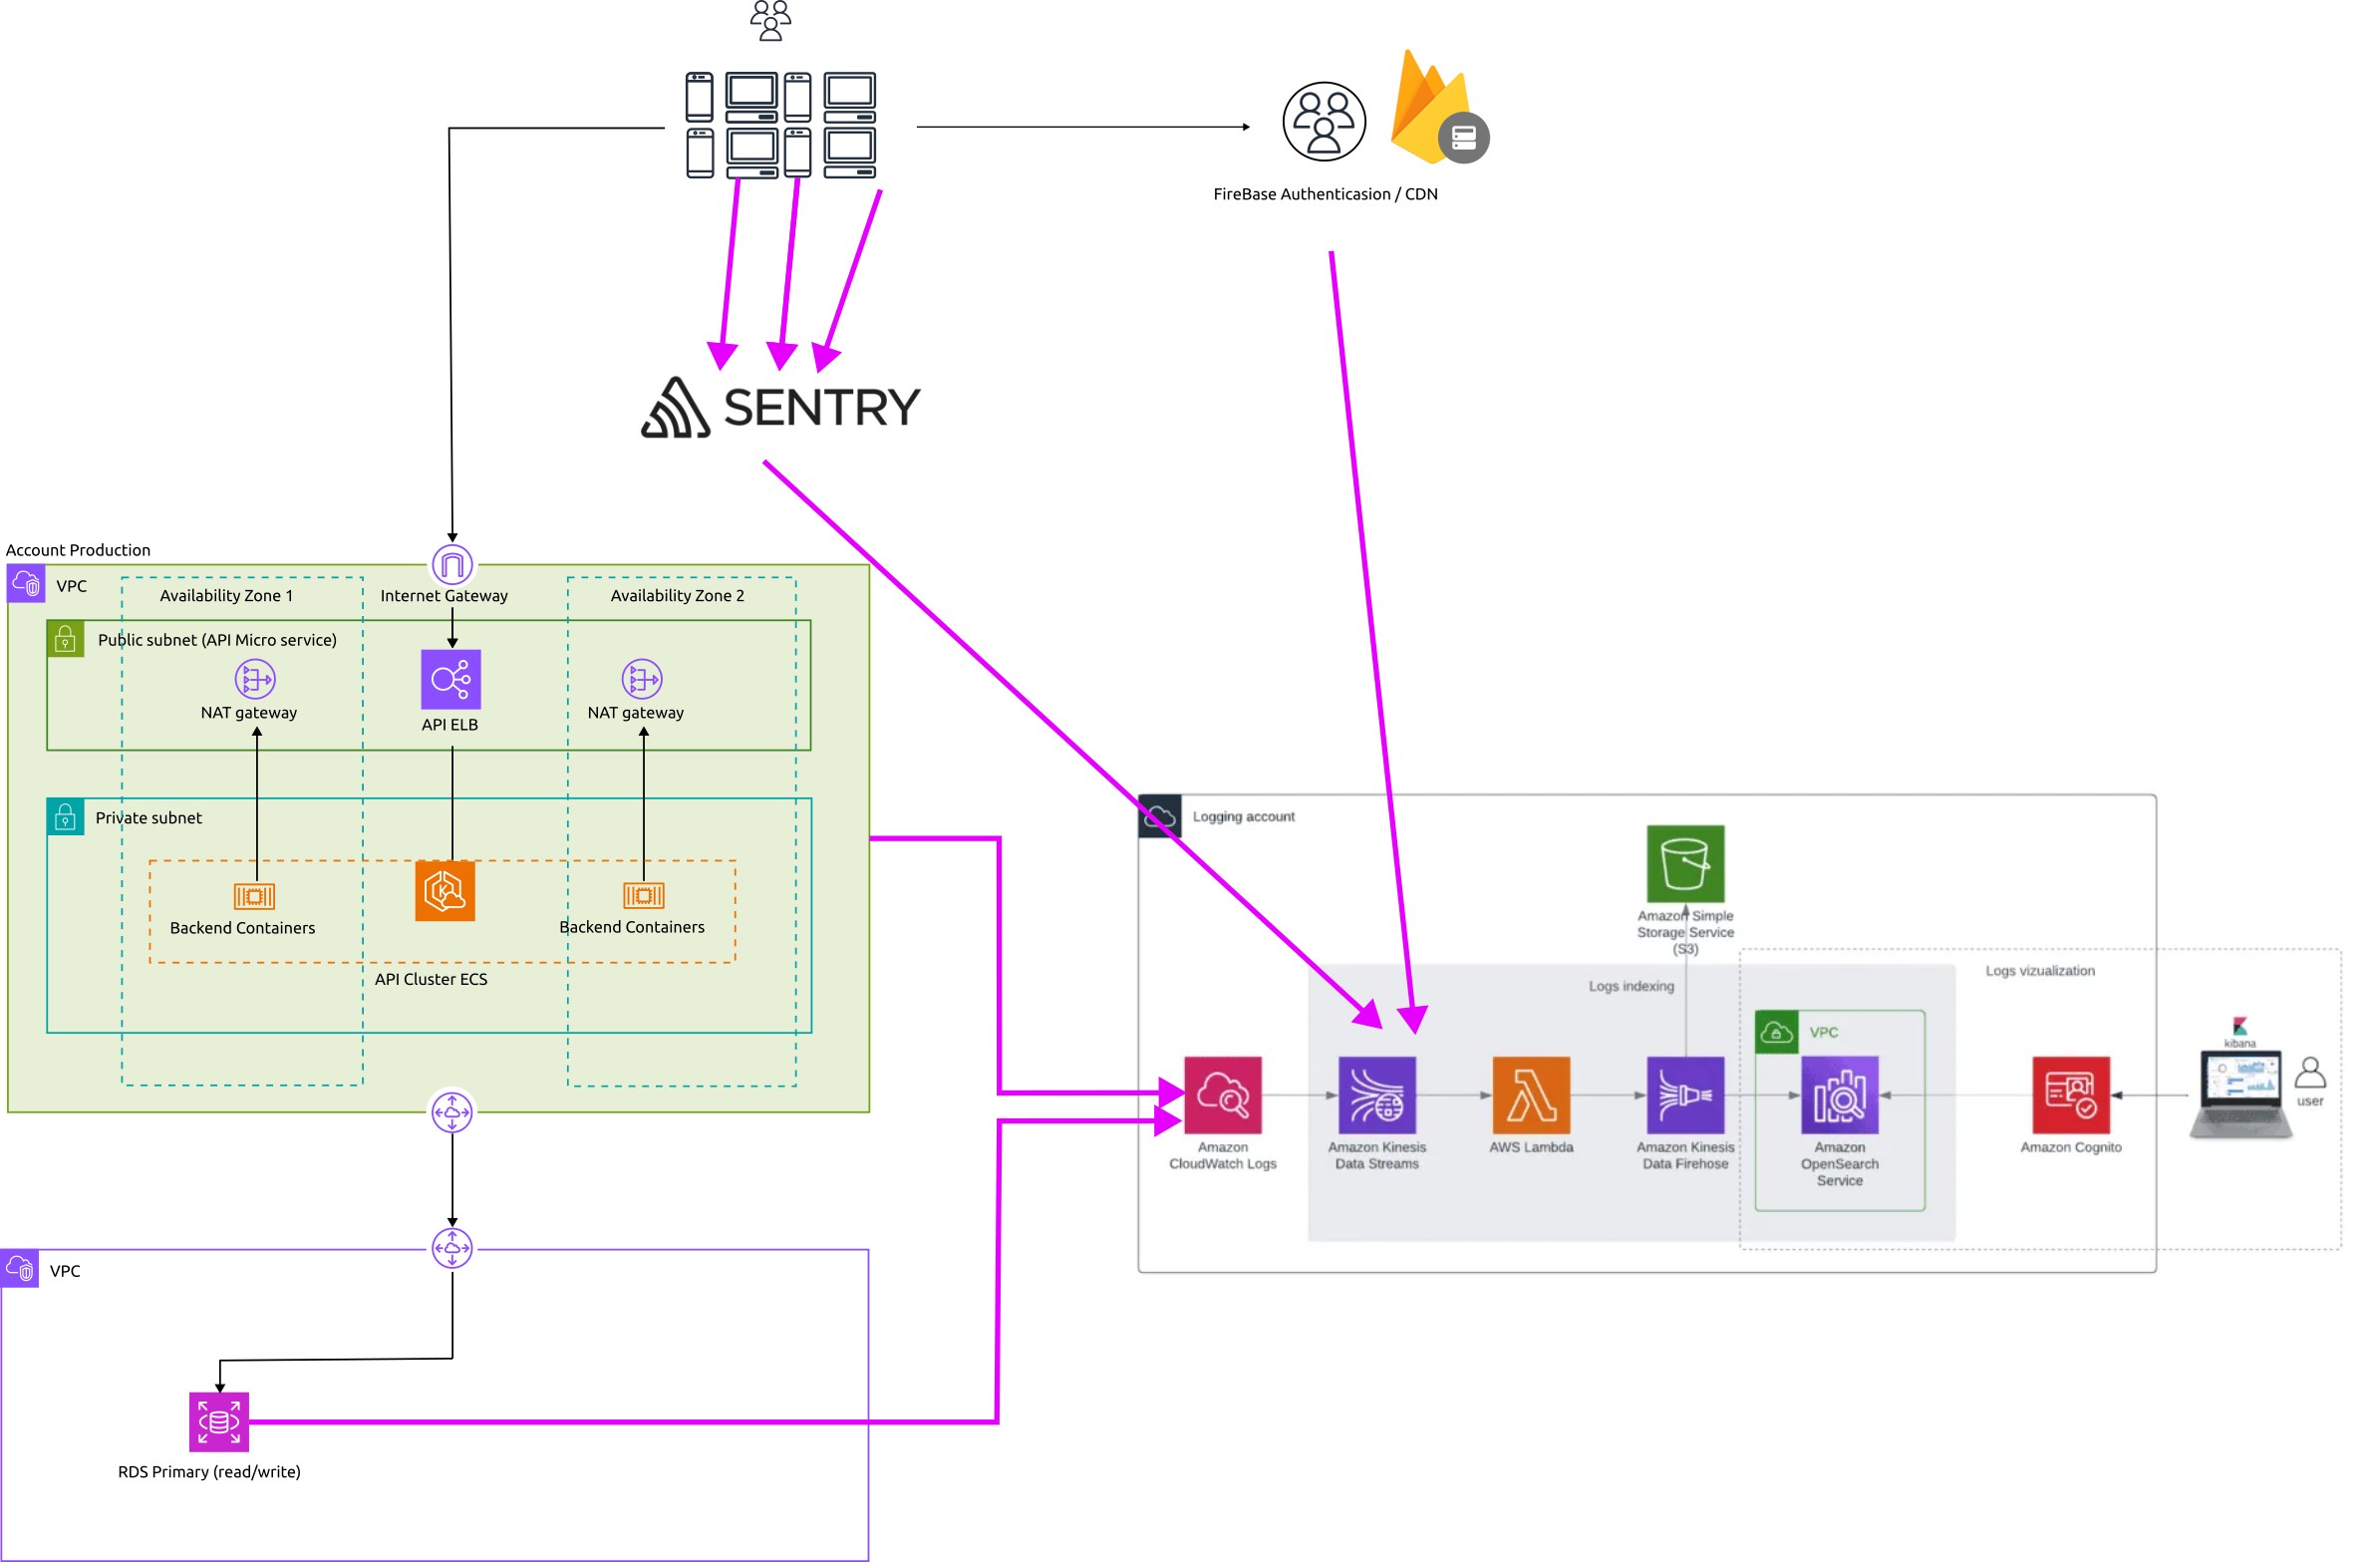 FireBase Authenticasion / CDN
SENTRY
Account Production
VPC
Availability Zone 1
Internet Gateway
Availability Zone 2
Public subnet (API Micro service)
NAT gateway
API ELB
NAT gateway
Private subnet
Backend Containers
Backend Containers
API Cluster ECS
Logging account
Amazon Simple
Storage Service
(S3)
Logs indexing
Logs vizualization
VPC
kibana
user
Amazon
CloudWatch Logs
Amazon Kinesis
Data Streams
AWS Lambda
Amazon Kinesis
Data Firehose
Amazon
OpenSearch
Service
Amazon Cognito
VPC
RDS Primary (read/write)